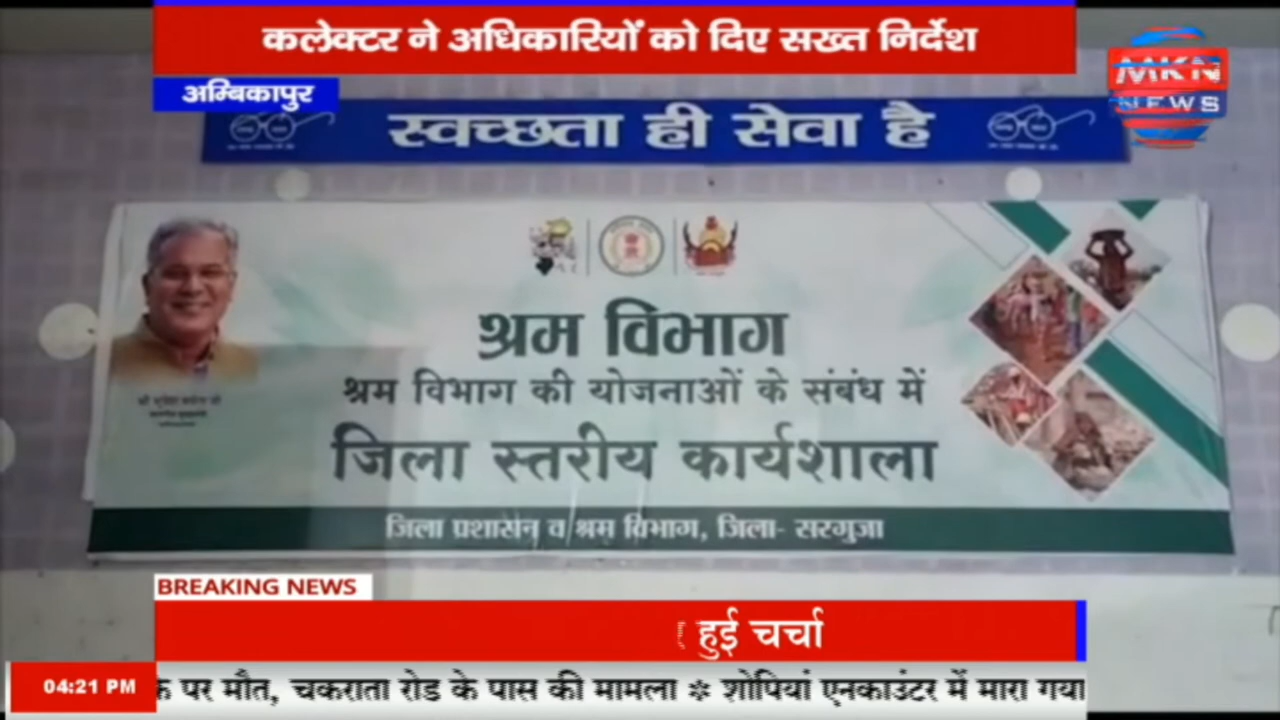 कलेक्टर ने अधिकारियों को दिए सख्त निर्देश
MKN
NEWS
अम्बिकापुर
स्वच्छता ही सेवा है
श्रम विभाग
श्रम विभाग की योजनाओं के संबंध में
जिला स्तरीय कार्यशाला
जिला प्रशासन व श्रम विभाग, जिला- सरगुजा
BREAKING NEWS
हुई चर्चा
04:21 PM
पर मौत, चकराता रोड के पास की मामला ❊ शोपियां एनकाउंटर में मारा गया